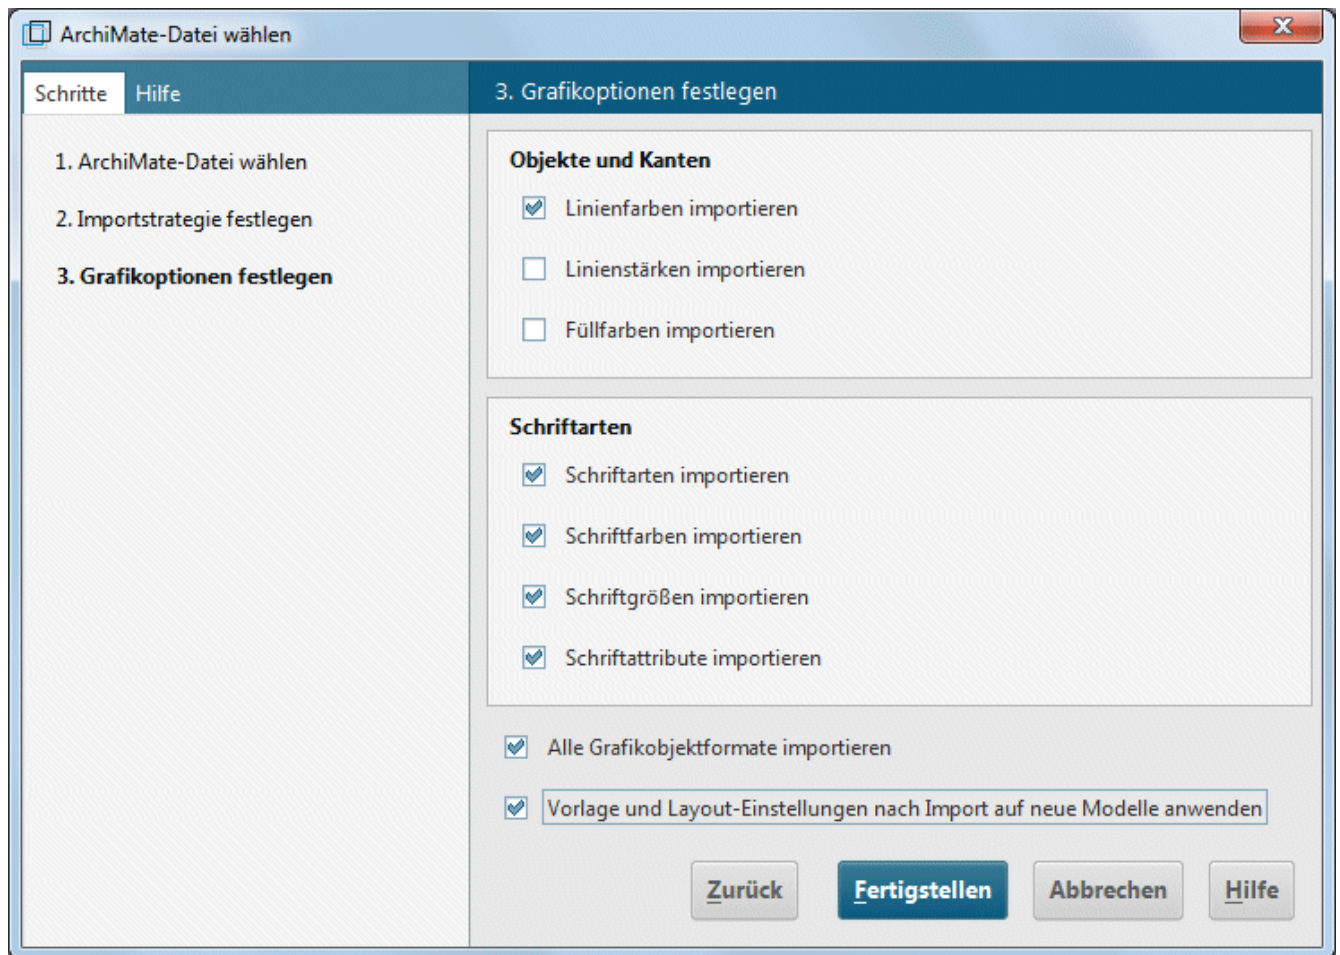 ArchiMate-Datei wählen
Schritte Hilfe
1. ArchiMate-Datei wählen
2. Importstrategie festlegen
3. Grafikoptionen festlegen
3. Grafikoptionen festlegen
Objekte und Kanten
Linienfarben importieren
Linienstärken importieren
Füllfarben importieren
Schriftarten
Schriftarten importieren
Schriftfarben importieren
Schriftgrößen importieren
Schriftattribute importieren
Alle Grafikobjektformate importieren
Vorlage und Layout-Einstellungen nach Import auf neue Modelle anwenden
Zurück Fertigstellen Abbrechen Hilfe